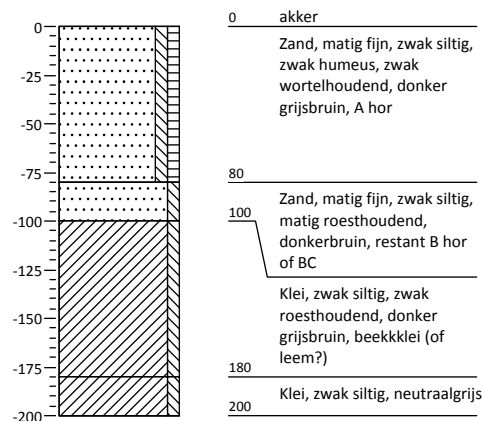 0
-25
-50
-75
-100
-125
-150
-175
-200
0 akker
Zand, matig fijn, zwak siltig,
zwak humeus, zwak
wortelhoudend, donker
grijsbruin, A hor
80
Zand, matig fijn, zwak siltig,
100 matig roesthoudend,
donkerbruin, restant B hor
of BC
Klei, zwak siltig, zwak
roesthoudend, donker
grijsbruin, beekkklei (of
leem?)
180
Klei, zwak siltig, neutraalgrijs
200